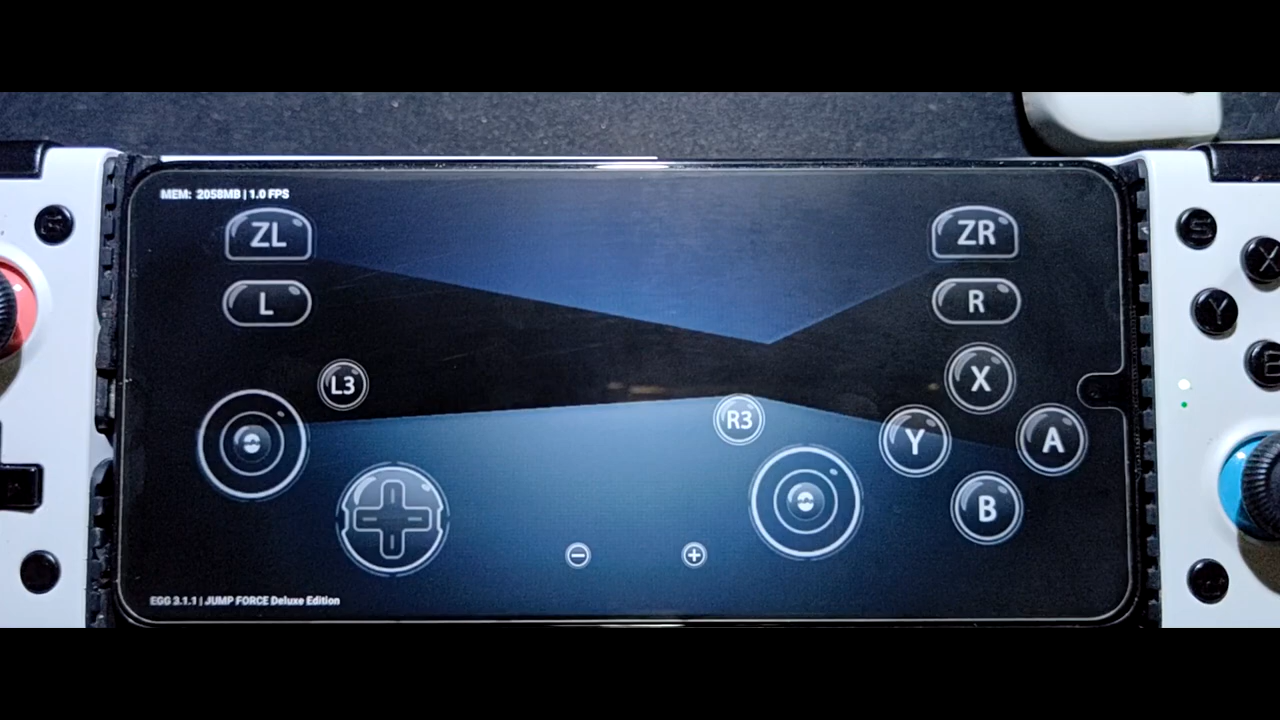 MEM: 2058MB | 1.0 FPS
ZL
ZR
L
R
L3
X
R3
Y
A
B
EGG 3.1.1 | JUMP FORCE Deluxe Edition
S
S
X
Y